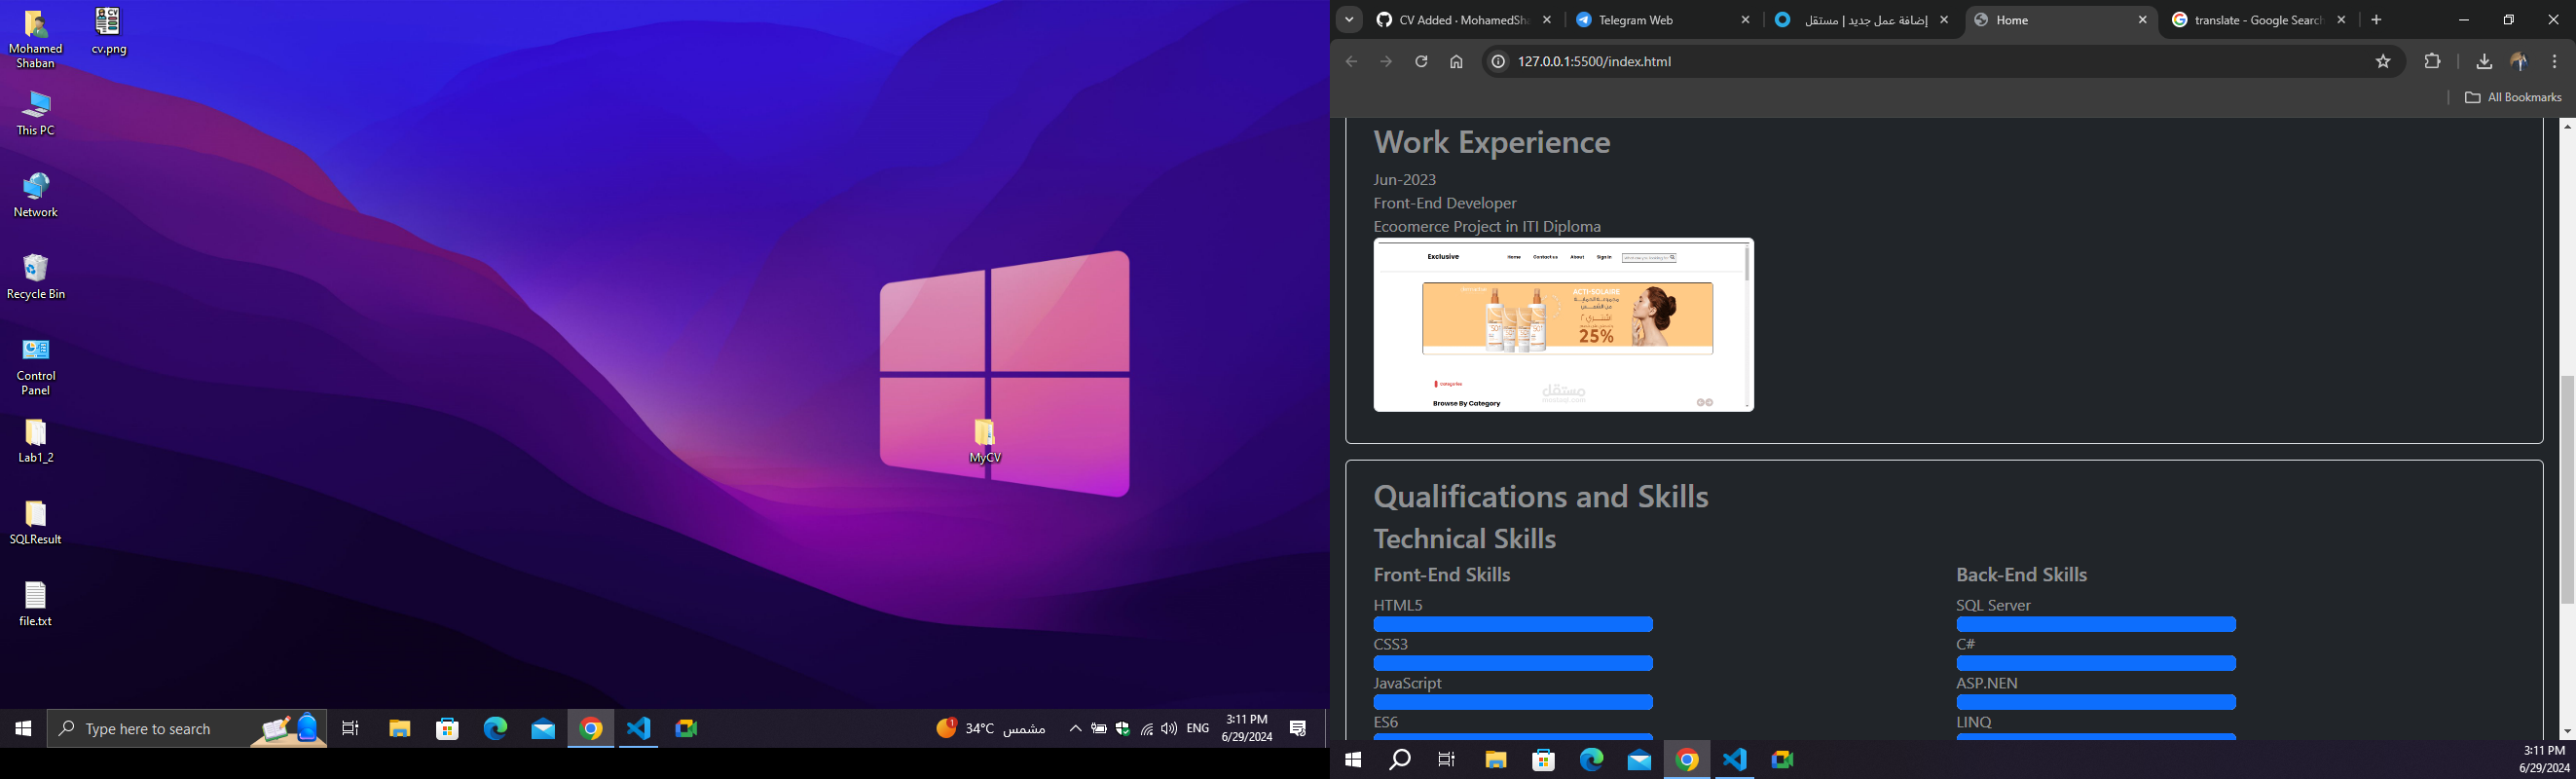 Mohamed
Shaban
cv.png
This PC
Network
Recycle Bin
Control
Panel
Lab1_2
SQLResult
file.txt
MyCV
Type here to search
1
34°C مشمس
ENG
3:11 PM
6/29/2024
CV Added · MohamedSha
Telegram Web
إضافة عمل جديد | مستقل
Home
translate - Google Search
127.0.0.1:5500/index.html
All Bookmarks
Work Experience
Jun-2023
Front-End Developer
Ecoomerce Project in ITI Diploma
Exclusive
Home
Contact us
About
Sign in
ACTI-SOLAIRE
25%
Categories
مستقل
mostaql.com
Browse By Category
Qualifications and Skills
Technical Skills
Front-End Skills
HTML5
CSS3
JavaScript
ES6
Back-End Skills
SQL Server
C#
ASP.NEN
LINQ
3:11 PM
6/29/2024